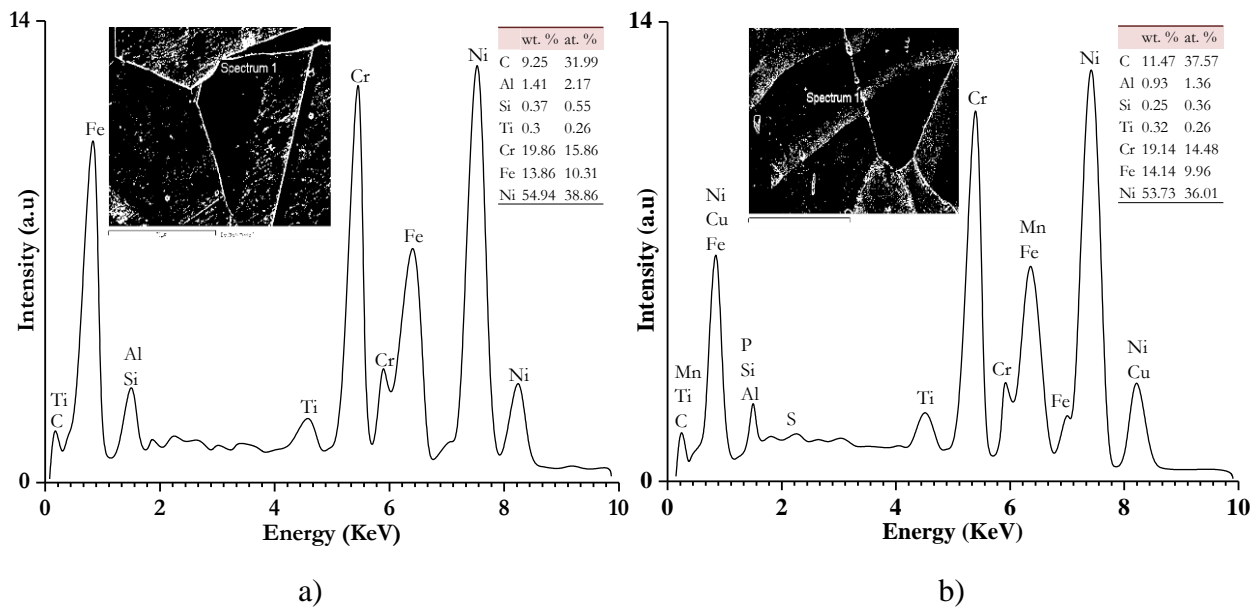 14
Intensity (a.u)
0
0
2
4
6
8
10
Energy (KeV)
Ti
C
Fe
Al
Si
Ti
Cr
Cr
Fe
Ni
Ni
Spectrum 1
wt. % at. %
C 9.25 31.99
Al 1.41 2.17
Si 0.37 0.55
Ti 0.3 0.26
Cr 19.86 15.86
Fe 13.86 10.31
Ni 54.94 38.86
a)
14
Intensity (a.u)
0
0
2
4
6
8
10
Energy (KeV)
Mn
Ti
C
Ni
Cu
Fe
P
Si
Al
S
Ti
Cr
Cr
Mn
Fe
Fe
Ni
Ni
Cu
Spectrum 1
wt. % at. %
C 11.47 37.57
Al 0.93 1.36
Si 0.25 0.36
Ti 0.32 0.26
Cr 19.14 14.48
Fe 14.14 9.96
Ni 53.73 36.01
b)